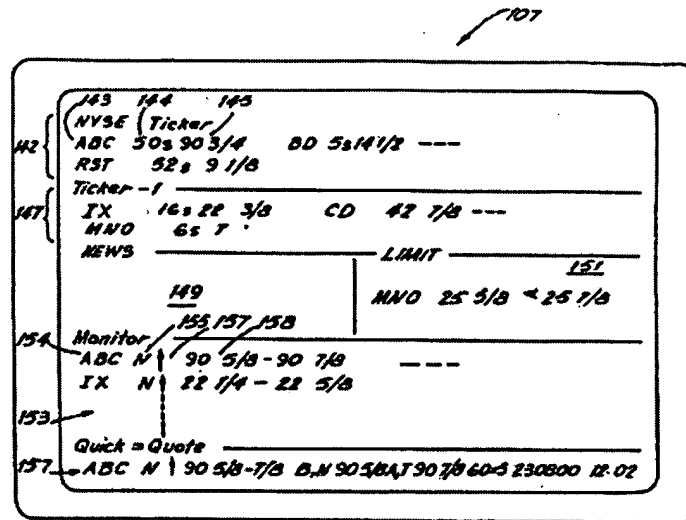 107
143 144 145
NYSE Ticker
142 ABC 50s 90 3/4 BD 5s 14 1/2 ---
RST 52s 9 1/8
Ticker-1
147 IX 16s 22 3/8 CD 42 7/8 ---
MNO 6s 7
NEWS LIMIT
151
149 MNO 25 5/8 < 25 7/8
155 157 158
154 Monitor
ABC N ↑ 90 5/8 - 90 7/8 ----
IX N ↑ 22 1/4 - 22 5/8
153
Quick = Quote
157 ABC N ↑ 90 5/8-7/8 B,N 90 5/8 A,T 90 7/8 60=5 230800 12.02